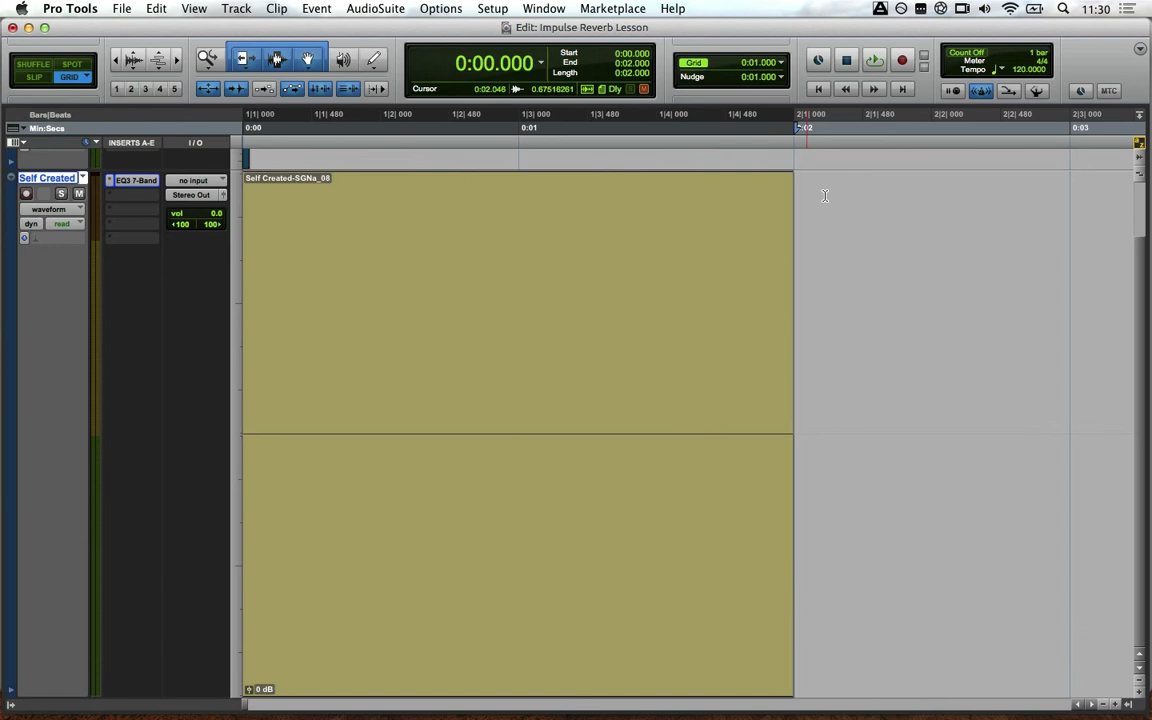 Pro Tools File Edit View Track Clip Event AudioSuite Options Setup Window Marketplace Help 11:30
Edit: Impulse Reverb Lesson
SHUFFLE SPOT
SLIP GRID
1 2 3 4 5
0:00.000
Start 0:00.000
End 0:02.000
Length 0:02.000
Cursor 0:02.046 0.67516261 Dly S M
Grid 0:01.000
Nudge 0:01.000
Count Off 1 bar
Meter 4/4
Tempo 120.0000
MTC
Bars|Beats 1|1| 000 1|1| 480 1|2| 000 1|2| 480 1|3| 000 1|3| 480 1|4| 000 1|4| 480 2|1| 000 2|1| 480 2|2| 000 2|2| 480 2|3| 000
Min:Secs 0:00 0:01 0:02 0:03
INSERTS A-E I / O
Self Created EQ3 7-Band no input Self Created-SGNa_08
S M Stereo Out
waveform vol 0.0
dyn read 100 100
0 dB